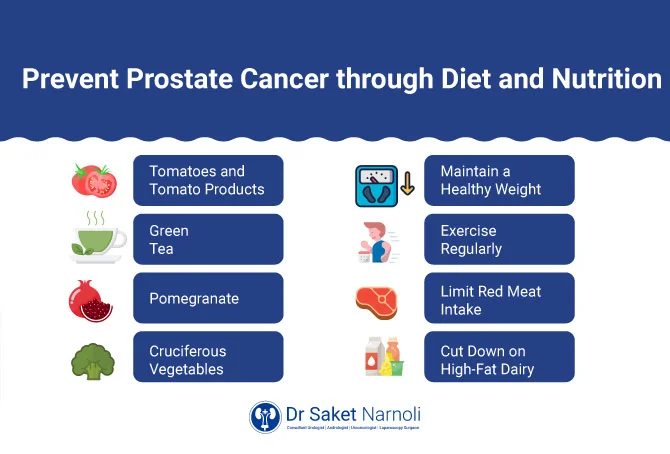 Prevent Prostate Cancer through Diet and Nutrition
Tomatoes and
Tomato Products
Green
Tea
Pomegranate
Cruciferous
Vegetables
Maintain a
Healthy Weight
Exercise
Regularly
Limit Red Meat
Intake
Cut Down on
High-Fat Dairy
Dr Saket Narnoli
Consultant Urologist | Andrologist | Urooncologist | Laparoscopy Surgeon